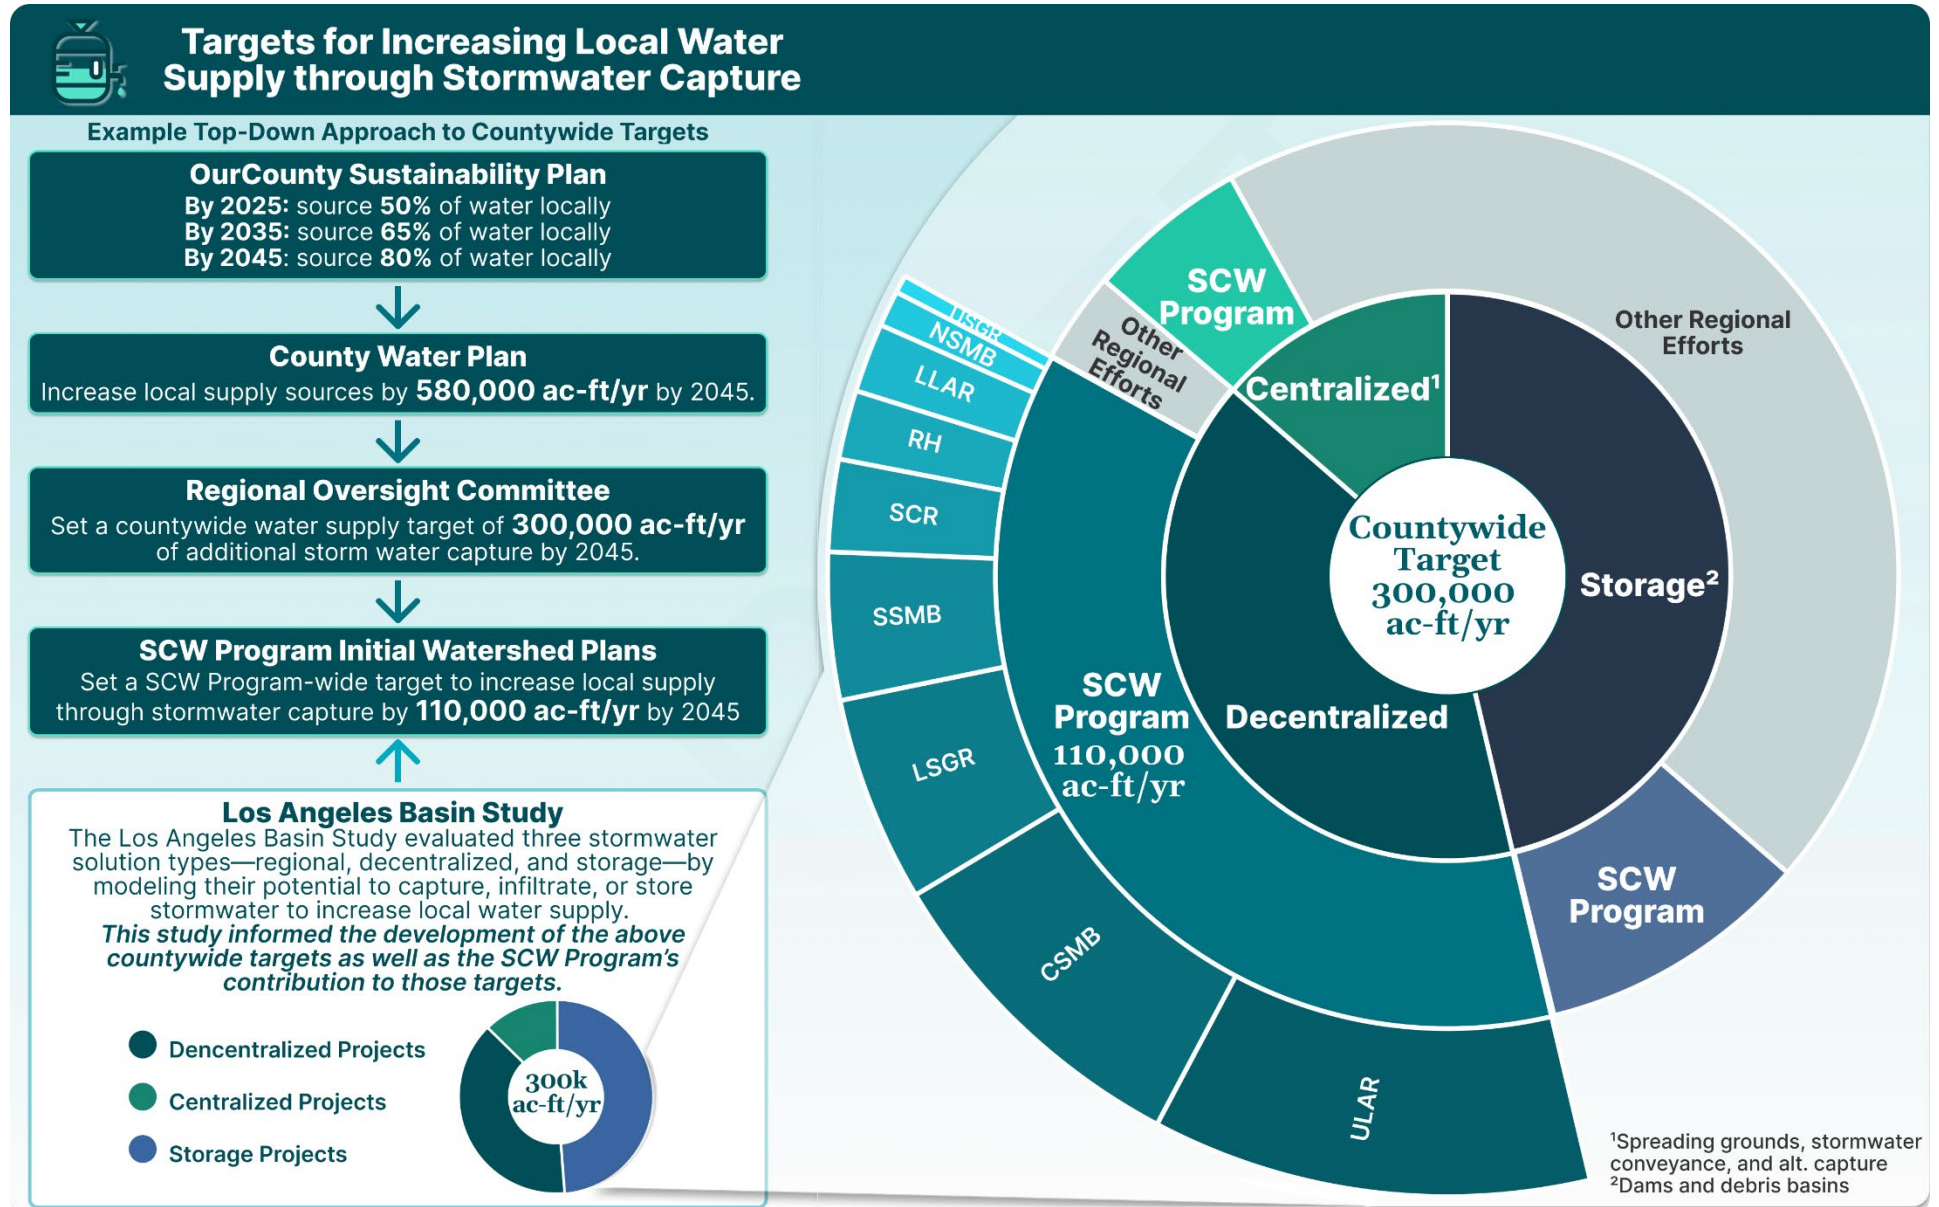 Targets for Increasing Local Water
Supply through Stormwater Capture
Example Top-Down Approach to Countywide Targets
OurCounty Sustainability Plan
By 2025: source 50% of water locally
By 2035: source 65% of water locally
By 2045: source 80% of water locally
County Water Plan
Increase local supply sources by 580,000 ac-ft/yr by 2045.
Regional Oversight Committee
Set a countywide water supply target of 300,000 ac-ft/yr
of additional storm water capture by 2045.
SCW Program Initial Watershed Plans
Set a SCW Program-wide target to increase local supply
through stormwater capture by 110,000 ac-ft/yr by 2045
Los Angeles Basin Study
The Los Angeles Basin Study evaluated three stormwater
solution types—regional, decentralized, and storage—by
modeling their potential to capture, infiltrate, or store
stormwater to increase local water supply.
This study informed the development of the above
countywide targets as well as the SCW Program's
contribution to those targets.
Dencentralized Projects
Centralized Projects
Storage Projects
300k
ac-ft/yr
Countywide
Target
300,000
ac-ft/yr
Centralized¹
Storage²
Decentralized
SCW
Program
Other Regional
Efforts
Other
Regional
Efforts
SCW
Program
110,000
ac-ft/yr
SCW
Program
USGR
NSMB
LLAR
RH
SCR
SSMB
LSGR
CSMB
ULAR
¹Spreading grounds, stormwater
conveyance, and alt. capture
²Dams and debris basins